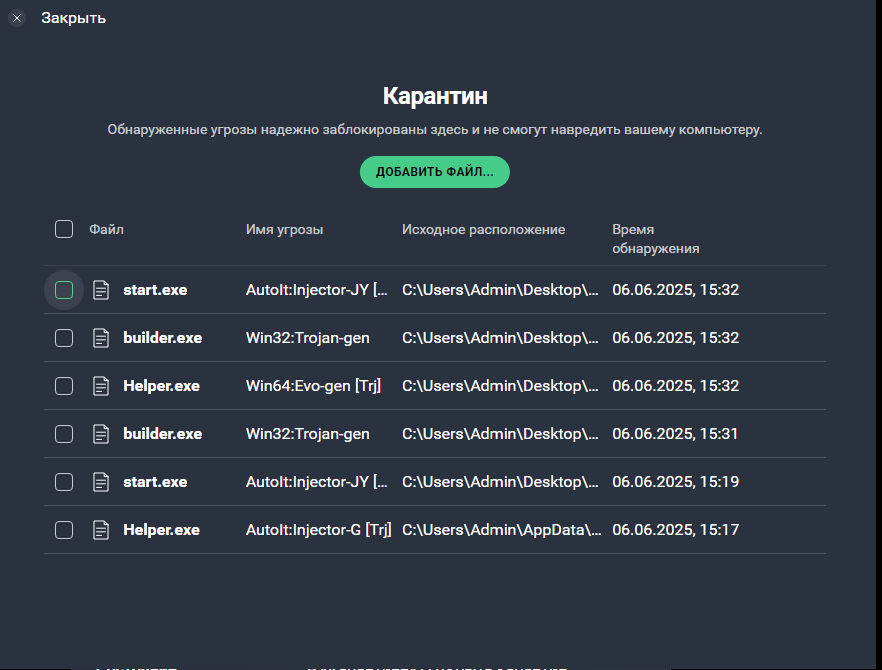 Закрыть
Карантин
Обнаруженные угрозы надежно заблокированы здесь и не смогут навредить вашему компьютеру.
ДОБАВИТЬ ФАЙЛ...
Файл Имя угрозы Исходное расположение Время
обнаружения
start.exe AutoIt:Injector-JY [... C:\Users\Admin\Desktop\... 06.06.2025, 15:32
builder.exe Win32:Trojan-gen C:\Users\Admin\Desktop\... 06.06.2025, 15:32
Helper.exe Win64:Evo-gen [Trj] C:\Users\Admin\Desktop\... 06.06.2025, 15:32
builder.exe Win32:Trojan-gen C:\Users\Admin\Desktop\... 06.06.2025, 15:31
start.exe AutoIt:Injector-JY [... C:\Users\Admin\Desktop\... 06.06.2025, 15:19
Helper.exe AutoIt:Injector-G [Trj] C:\Users\Admin\AppData\... 06.06.2025, 15:17